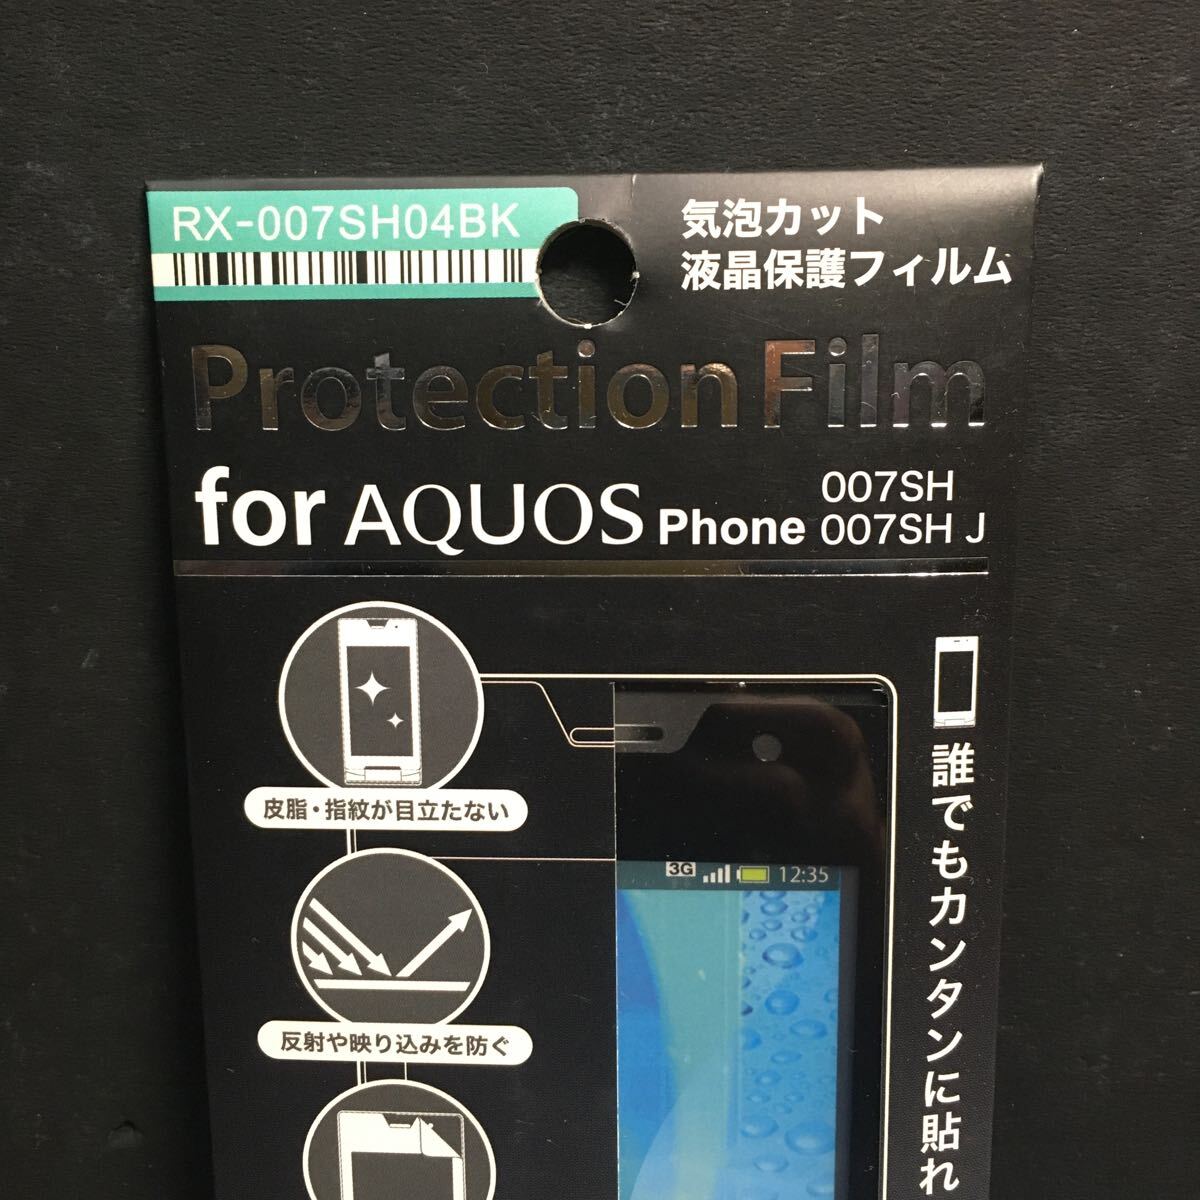 RX-007SH04BK
気泡カット
液晶保護フィルム
Protection Film
for AQUOS Phone 007SH
007SH J
皮脂・指紋が目立たない
3G 12:35
反射や映り込みを防ぐ
誰でもカンタンに貼れ